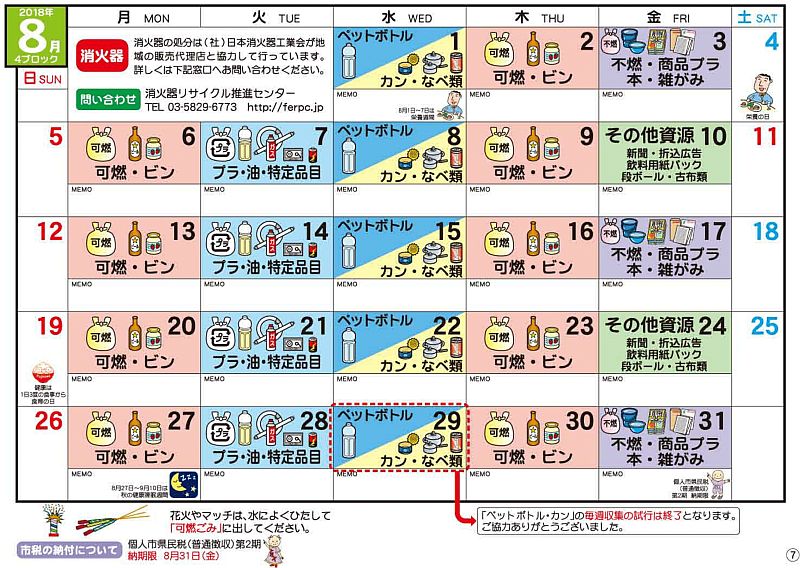 2018年
8月
4ブロック
日 SUN
月 MON
火 TUE
水 WED
木 THU
金 FRI
土 SAT
消火器
消火器の処分は（社）日本消火器工業会が地
域の販売代理店と協力して行っています。
詳しくは下記窓口へお問い合わせください。
問い合わせ
消火器リサイクル推進センター
TEL 03-5829-6773 http://ferpc.jp
ペットボトル
1
カン・なべ類
MEMO
8月1日〜7日は
栄養週間
可燃
2
可燃・ビン
MEMO
不燃
3
不燃・商品プラ
本・雑がみ
MEMO
4
栄養の日
5
可燃
6
可燃・ビン
MEMO
プラ
7
プラ・油・特定品目
MEMO
ペットボトル
8
カン・なべ類
MEMO
可燃
9
可燃・ビン
MEMO
その他資源 10
新聞・折込広告
飲料用紙パック
段ボール・古布類
MEMO
11
12
可燃
13
可燃・ビン
MEMO
プラ
14
プラ・油・特定品目
MEMO
ペットボトル
15
カン・なべ類
MEMO
可燃
16
可燃・ビン
MEMO
不燃
17
不燃・商品プラ
本・雑がみ
MEMO
18
19
健康は
1日3度の食事から
食育の日
可燃
20
可燃・ビン
MEMO
プラ
21
プラ・油・特定品目
MEMO
ペットボトル
22
カン・なべ類
MEMO
可燃
23
可燃・ビン
MEMO
その他資源 24
新聞・折込広告
飲料用紙パック
段ボール・古布類
MEMO
25
26
可燃
27
可燃・ビン
MEMO
8月27日〜9月10日は
秋の健康睡眠週間
プラ
28
プラ・油・特定品目
MEMO
ペットボトル
29
カン・なべ類
MEMO
可燃
30
可燃・ビン
MEMO
不燃
31
不燃・商品プラ
本・雑がみ
MEMO
個人市県民税
（普通徴収）
第2期 納期限
花火やマッチは、水によくひたして
「可燃ごみ」に出してください。
「ペットボトル・カン」の毎週収集の試行は終了となります。
ご協力ありがとうございました。
市税の納付について
個人市県民税（普通徴収）第2期
納期限 8月31日（金）
⑦